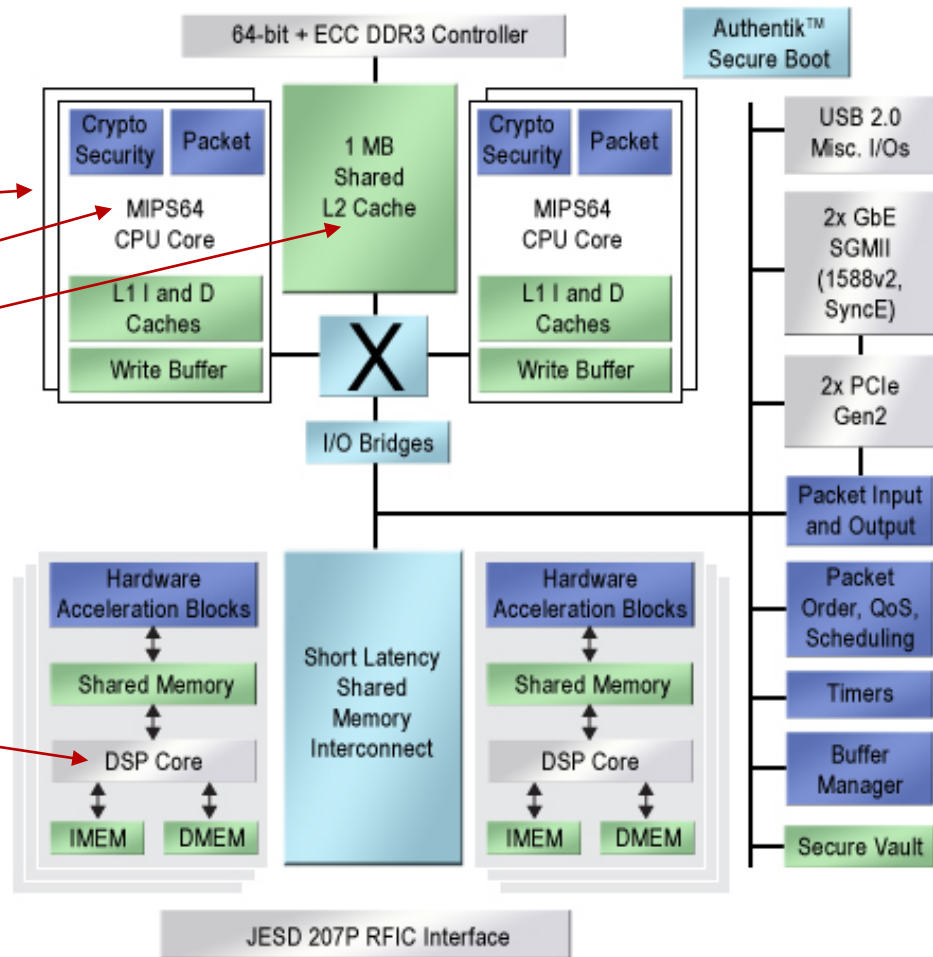 64-bit + ECC DDR3 Controller
Authentik™
Secure Boot
Crypto
Security
Packet
MIPS64
CPU Core
L1 I and D
Caches
Write Buffer
1 MB
Shared
L2 Cache
X
I/O Bridges
Crypto
Security
Packet
MIPS64
CPU Core
L1 I and D
Caches
Write Buffer
USB 2.0
Misc. I/Os
2x GbE
SGMII
(1588v2,
SyncE)
2x PCIe
Gen2
Packet Input
and Output
Packet
Order, QoS,
Scheduling
Timers
Buffer
Manager
Secure Vault
Hardware
Acceleration Blocks
Shared Memory
DSP Core
IMEM
DMEM
Short Latency
Shared
Memory
Interconnect
Hardware
Acceleration Blocks
Shared Memory
DSP Core
IMEM
DMEM
JESD 207P RFIC Interface